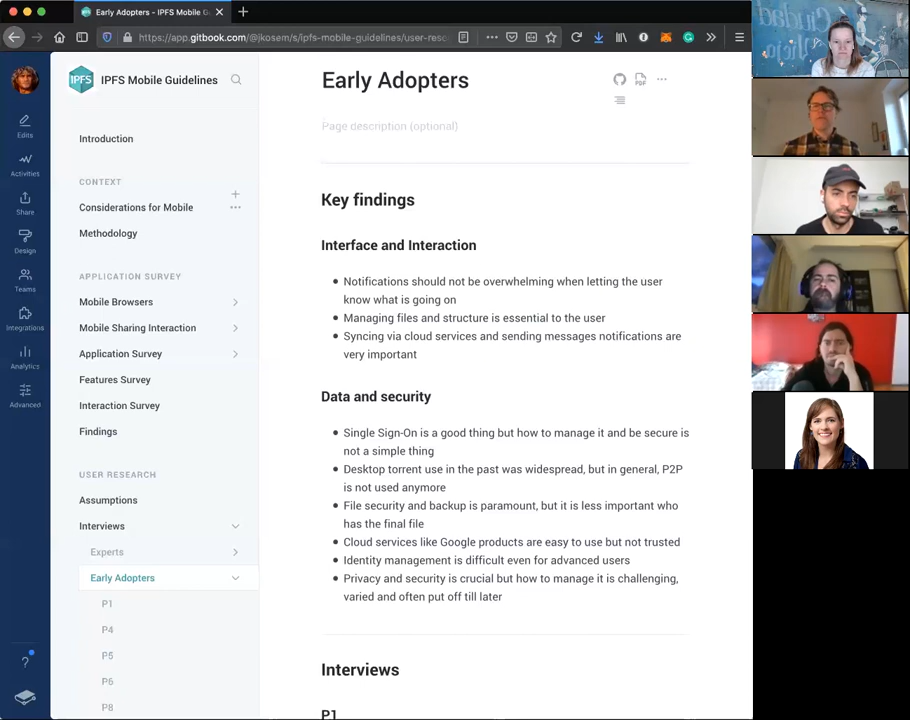 Early Adopters - IPFS Mobile G
https://app.gitbook.com/@jkosem/s/ipfs-mobile-guidelines/user-resc
IPFS
IPFS Mobile Guidelines
Edits
Activities
Share
Design
Teams
Integrations
Analytics
Advanced
?
Introduction
CONTEXT
Considerations for Mobile
Methodology
APPLICATION SURVEY
Mobile Browsers
Mobile Sharing Interaction
Application Survey
Features Survey
Interaction Survey
Findings
USER RESEARCH
Assumptions
Interviews
Experts
Early Adopters
P1
P4
P5
P6
P8
Early Adopters
PDF
Page description (optional)
Key findings
Interface and Interaction
Notifications should not be overwhelming when letting the user
know what is going on
Managing files and structure is essential to the user
Syncing via cloud services and sending messages notifications are
very important
Data and security
Single Sign-On is a good thing but how to manage it and be secure is
not a simple thing
Desktop torrent use in the past was widespread, but in general, P2P
is not used anymore
File security and backup is paramount, but it is less important who
has the final file
Cloud services like Google products are easy to use but not trusted
Identity management is difficult even for advanced users
Privacy and security is crucial but how to manage it is challenging,
varied and often put off till later
Interviews
P1